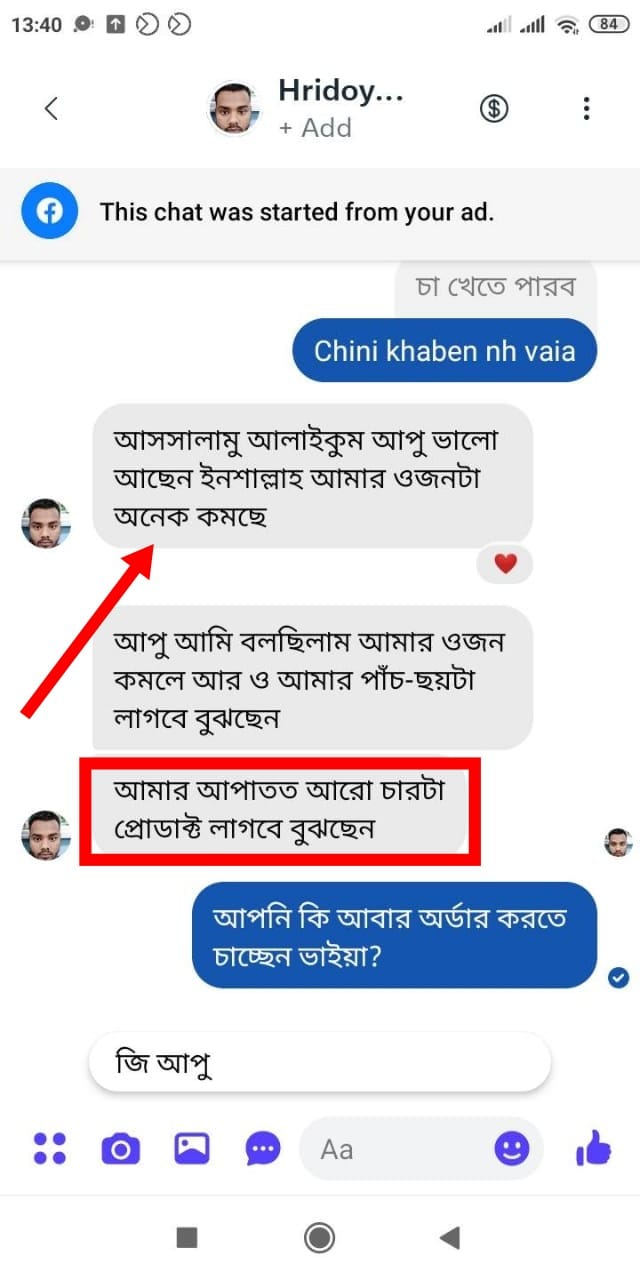 13:40
84
Hridoy...
+ Add
This chat was started from your ad.
চা খেতে পারব
Chini khaben nh vaia
আসসালামু আলাইকুম আপু ভালো
আছেন ইনশাল্লাহ আমার ওজনটা
অনেক কমছে
আপু আমি বলছিলাম আমার ওজন
কমলে আর ও আমার পাঁচ-ছয়টা
লাগবে বুঝছেন
আমার আপাতত আরো চারটা
প্রোডাক্ট লাগবে বুঝছেন
আপনি কি আবার অর্ডার করতে
চাচ্ছেন ভাইয়া?
জি আপু
Aa